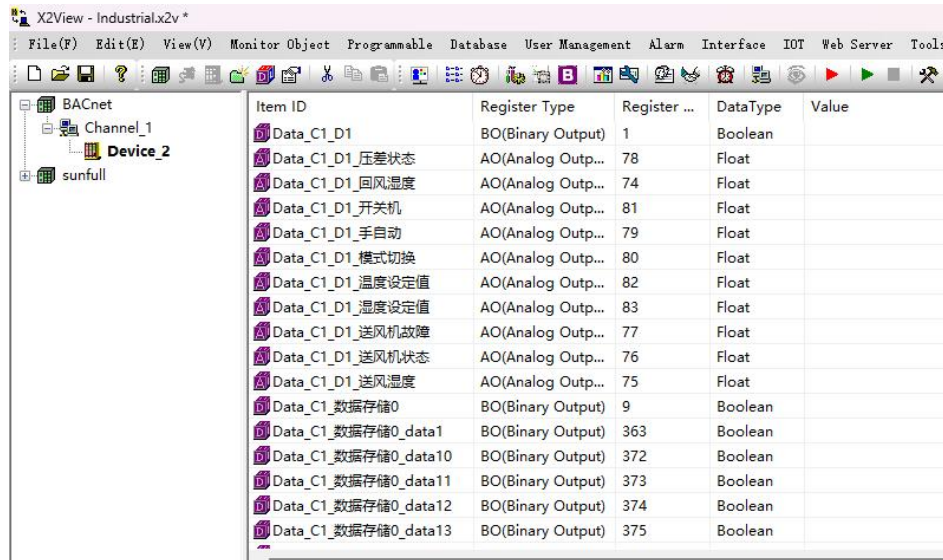 X2View - Industrial.x2v *
File(F) Edit(E) View(V) Monitor Object Programmable Database User Management Alarm Interface IOT Web Server Tools
BACnet
Channel_1
Device_2
sunfull
Item ID Register Type Register ... DataType Value
Data_C1_D1 BO(Binary Output) 1 Boolean
Data_C1_D1_压差状态 AO(Analog Outp... 78 Float
Data_C1_D1_回风湿度 AO(Analog Outp... 74 Float
Data_C1_D1_开关机 AO(Analog Outp... 81 Float
Data_C1_D1_手自动 AO(Analog Outp... 79 Float
Data_C1_D1_模式切换 AO(Analog Outp... 80 Float
Data_C1_D1_温度设定值 AO(Analog Outp... 82 Float
Data_C1_D1_湿度设定值 AO(Analog Outp... 83 Float
Data_C1_D1_送风机故障 AO(Analog Outp... 77 Float
Data_C1_D1_送风机状态 AO(Analog Outp... 76 Float
Data_C1_D1_送风湿度 AO(Analog Outp... 75 Float
Data_C1_数据存储0 BO(Binary Output) 9 Boolean
Data_C1_数据存储0_data1 BO(Binary Output) 363 Boolean
Data_C1_数据存储0_data10 BO(Binary Output) 372 Boolean
Data_C1_数据存储0_data11 BO(Binary Output) 373 Boolean
Data_C1_数据存储0_data12 BO(Binary Output) 374 Boolean
Data_C1_数据存储0_data13 BO(Binary Output) 375 Boolean